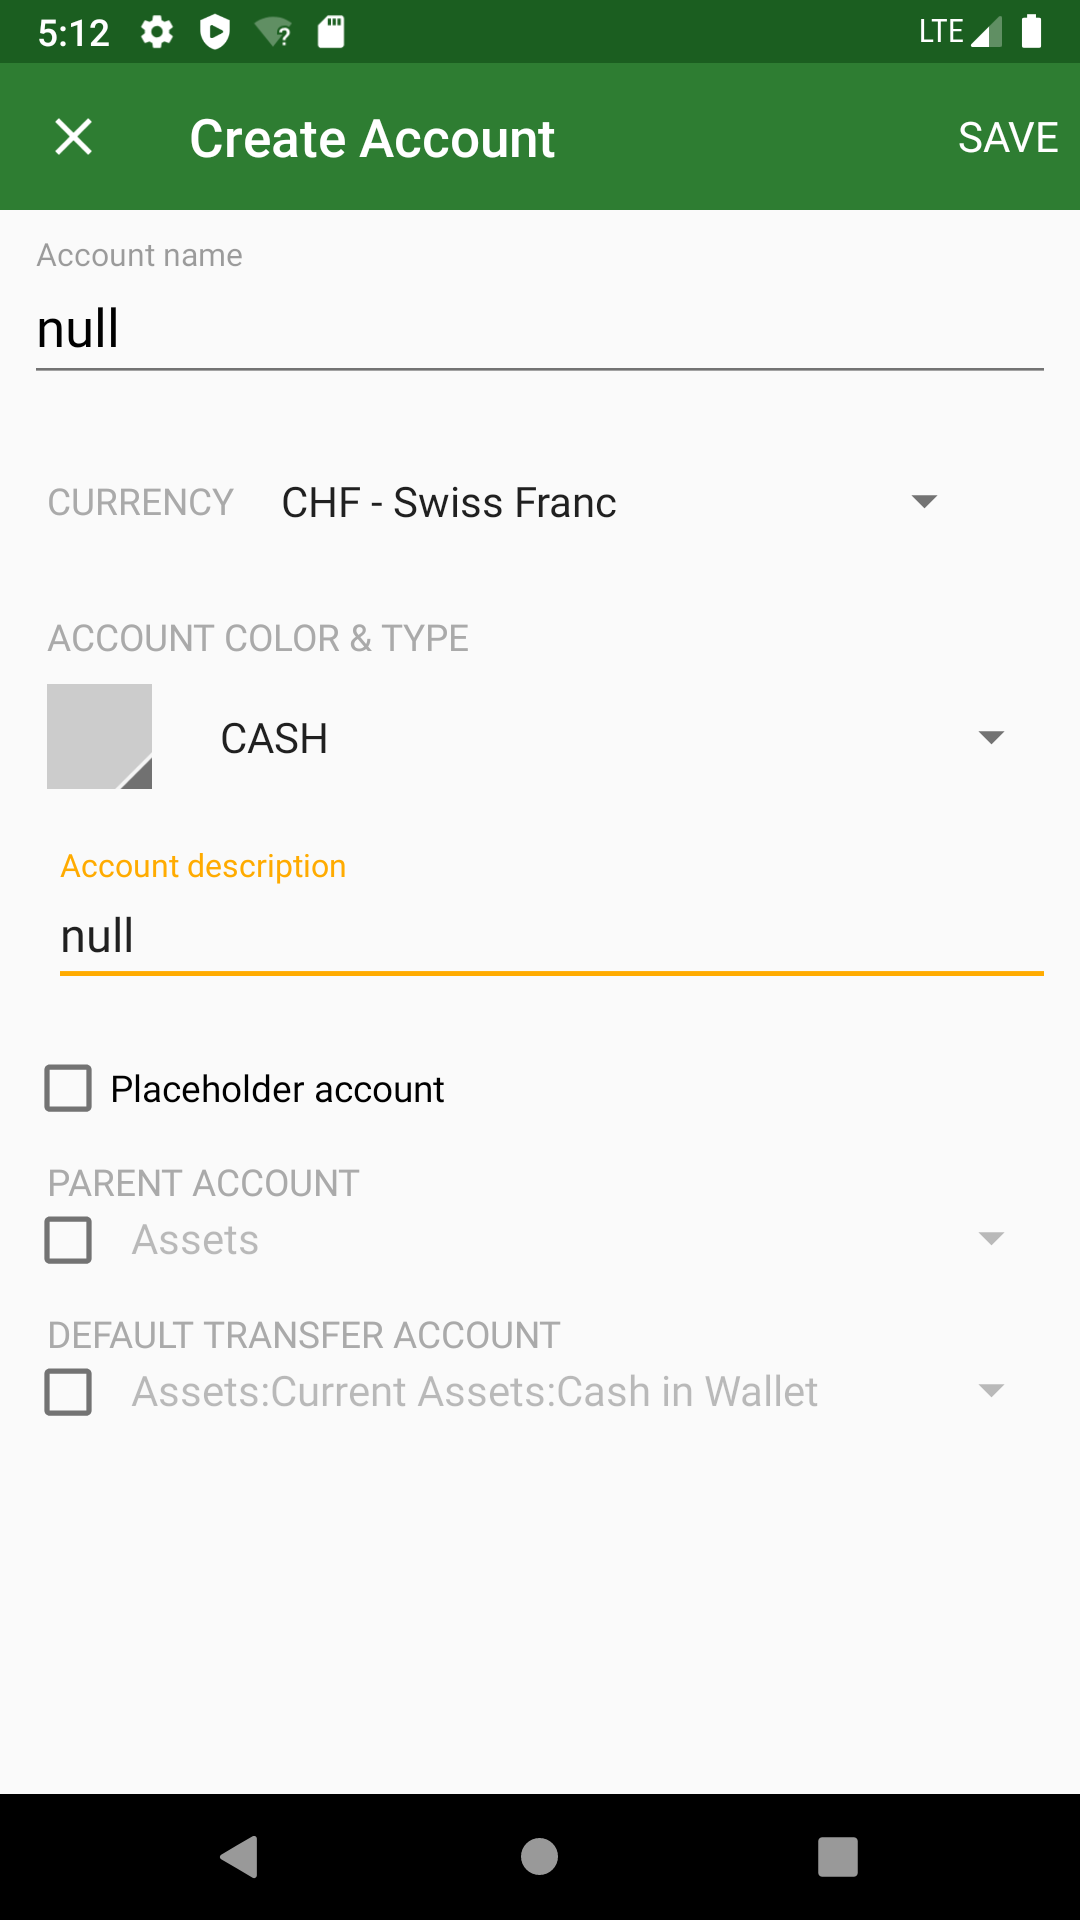 5:12
LTE
Create Account
SAVE
Account name
null
CURRENCY
CHF - Swiss Franc
ACCOUNT COLOR & TYPE
CASH
Account description
null
Placeholder account
PARENT ACCOUNT
Assets
DEFAULT TRANSFER ACCOUNT
Assets:Current Assets:Cash in Wallet